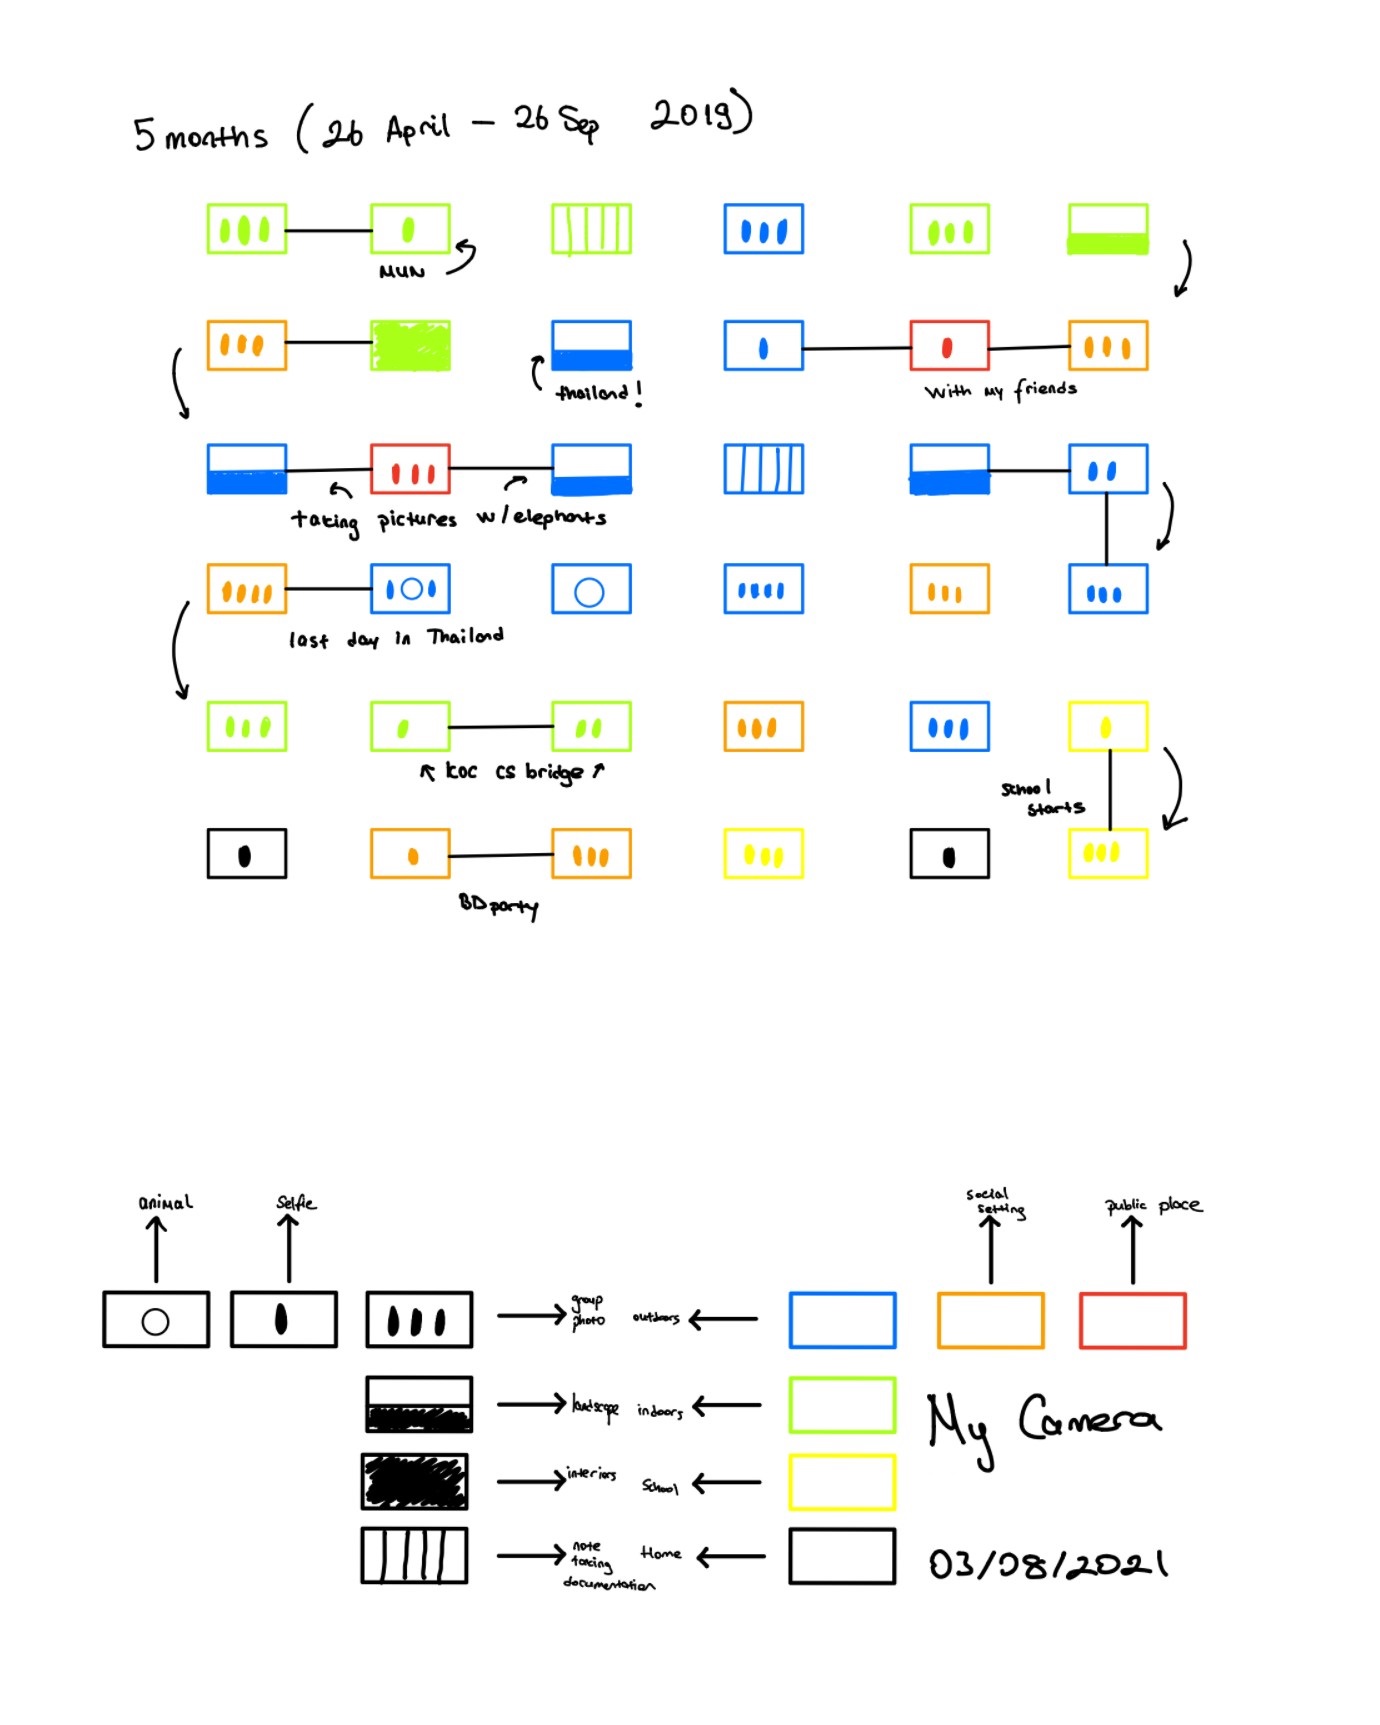 5 months (26 April – 26 Sep 2019)
MUN
thailand!
with my friends
taking pictures w/elephants
last day in Thailand
koc cs bridge
school
starts
BD party
animal
Selfie
social
setting
public place
group
photo
outdoors
landscape
indoors
My Camera
interiors
School
note
taking
documentation
Home
03/08/2021